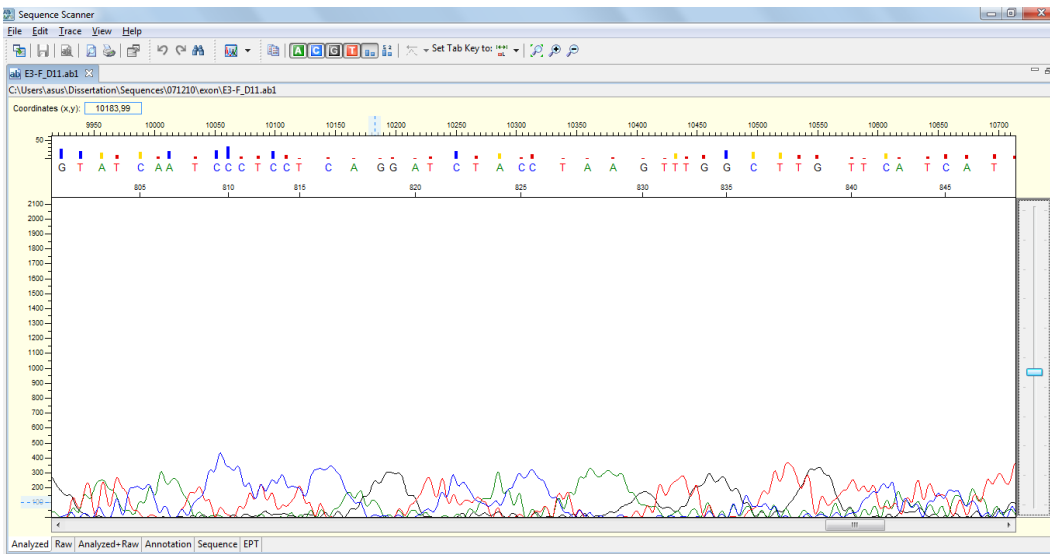 Sequence Scanner
File Edit Trace View Help
A C G T Set Tab Key to:
ab E3-F_D11.ab1
C:\Users\asus\Dissertation\Sequences\071210\exon\E3-F_D11.ab1
Coordinates (x,y): 10183,99
9950 10000 10050 10100 10150 10200 10250 10300 10350 10400 10450 10500 10550 10600 10650 10700
50
G T A T C A A T C C C T C C T C A G G A T C T A C C T A A G T T T G G C T T G T T C A T C A T
805 810 815 820 825 830 835 840 845
2100
2000
1900
1800
1700
1600
1500
1400
1300
1200
1100
1000
900
800
700
600
500
400
300
200
Analyzed Raw Analyzed+Raw Annotation Sequence EPT